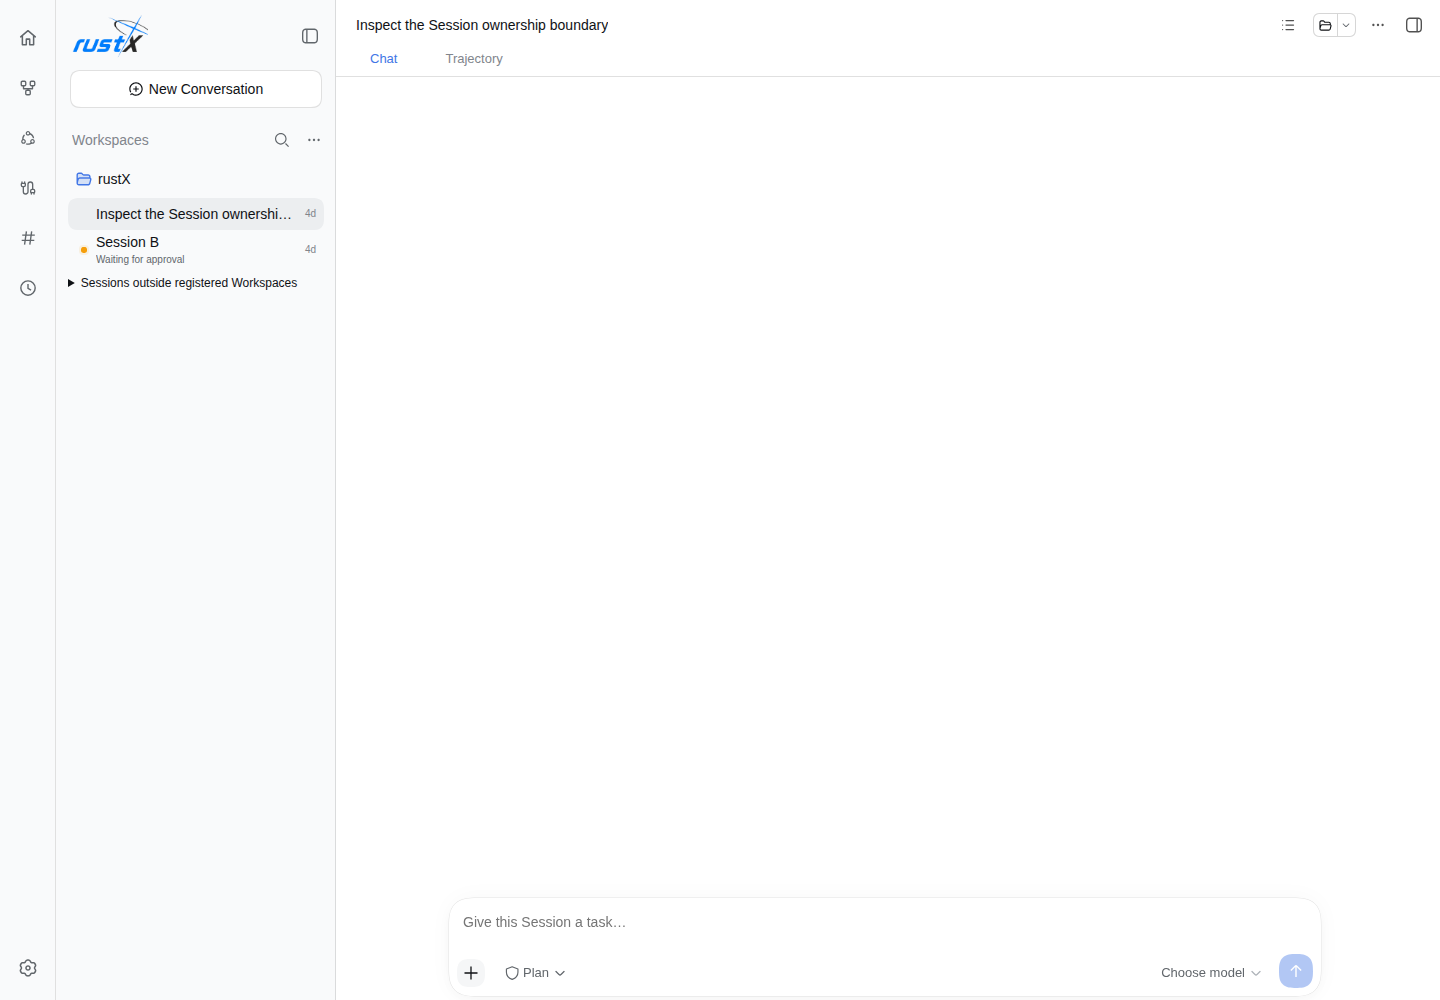 rustX
New Conversation
Workspaces
rustX
Inspect the Session ownershi… 4d
Session B
Waiting for approval
4d
Sessions outside registered Workspaces
Inspect the Session ownership boundary
Chat Trajectory
Give this Session a task…
Plan
Choose model